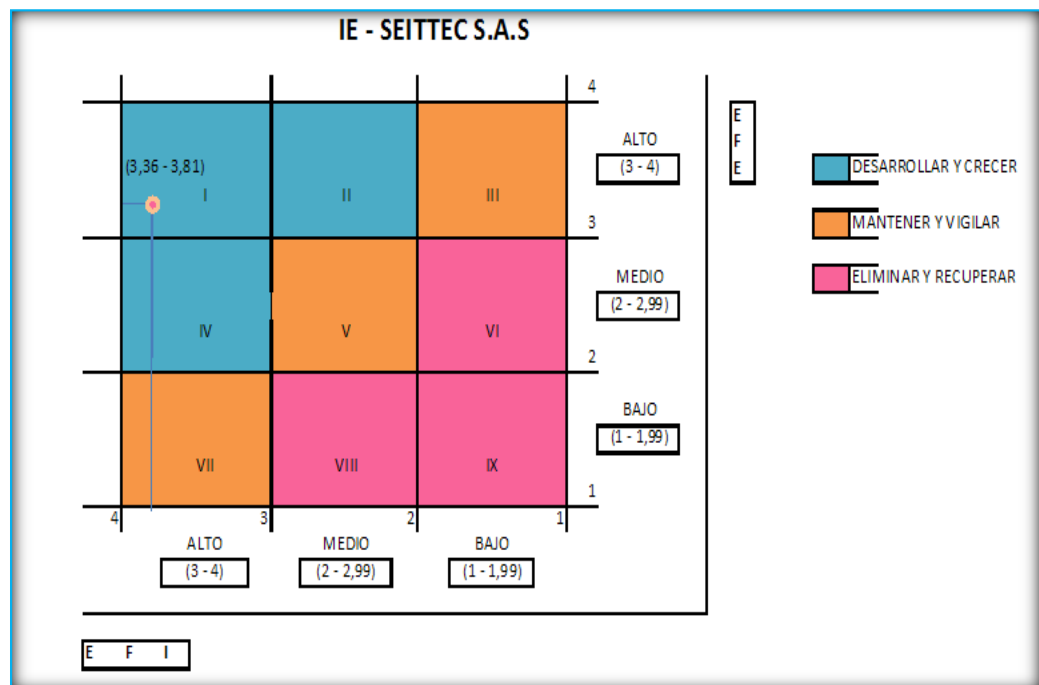 IE - SEITTEC S.A.S
4
ALTO
(3 - 4)
E
F
E
(3,36 - 3,81)
I
II
III
DESARROLLAR Y CRECER
MANTENER Y VIGILAR
ELIMINAR Y RECUPERAR
3
MEDIO
(2 - 2,99)
IV
V
VI
2
BAJO
(1 - 1,99)
VII
VIII
IX
1
4
3
2
1
ALTO
MEDIO
BAJO
(3 - 4)
(2 - 2,99)
(1 - 1,99)
E F I